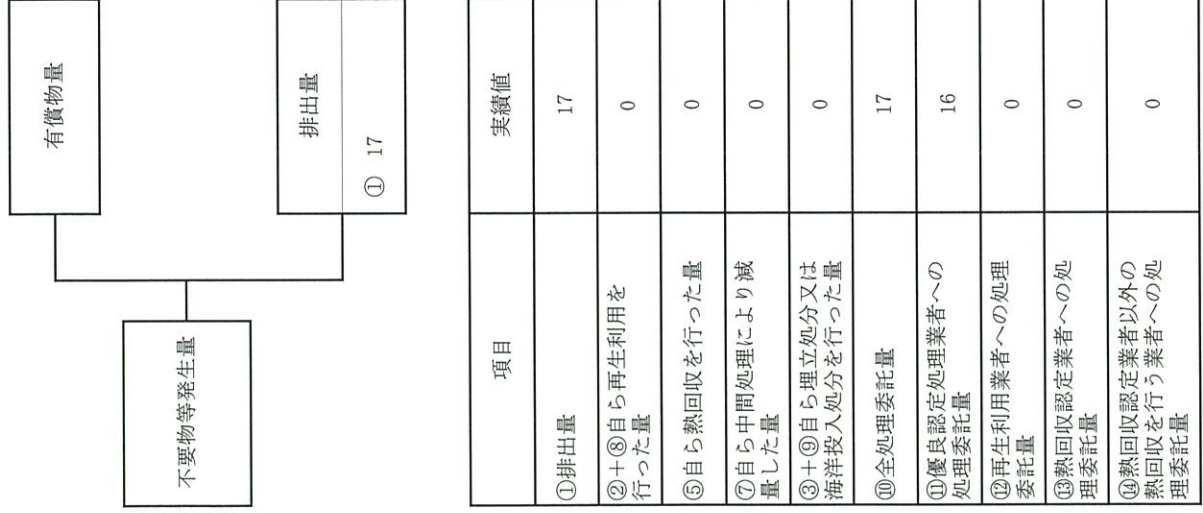 不要物等発生量
有償物量
排出量
① 17
項目
実績値
①排出量
17
②+⑧自ら再生利用を
行った量
0
⑤自ら熱回収を行った量
0
⑦自ら中間処理により減
量した量
0
③+⑨自ら埋立処分又は
海洋投入処分を行った量
0
⑩全処理委託量
17
⑪優良認定処理業者への
処理委託量
16
⑫再生利用業者への処理
委託量
0
⑬熱回収認定業者への処
理委託量
0
⑭熱回収認定業者以外の
熱回収を行う業者への処
理委託量
0